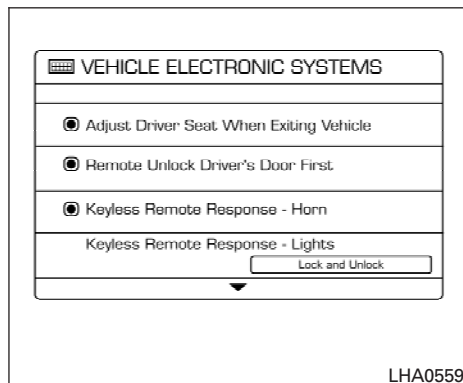 VEHICLE ELECTRONIC SYSTEMS
Adjust Driver Seat When Exiting Vehicle
Remote Unlock Driver's Door First
Keyless Remote Response - Horn
Keyless Remote Response - Lights
Lock and Unlock
LHA0559